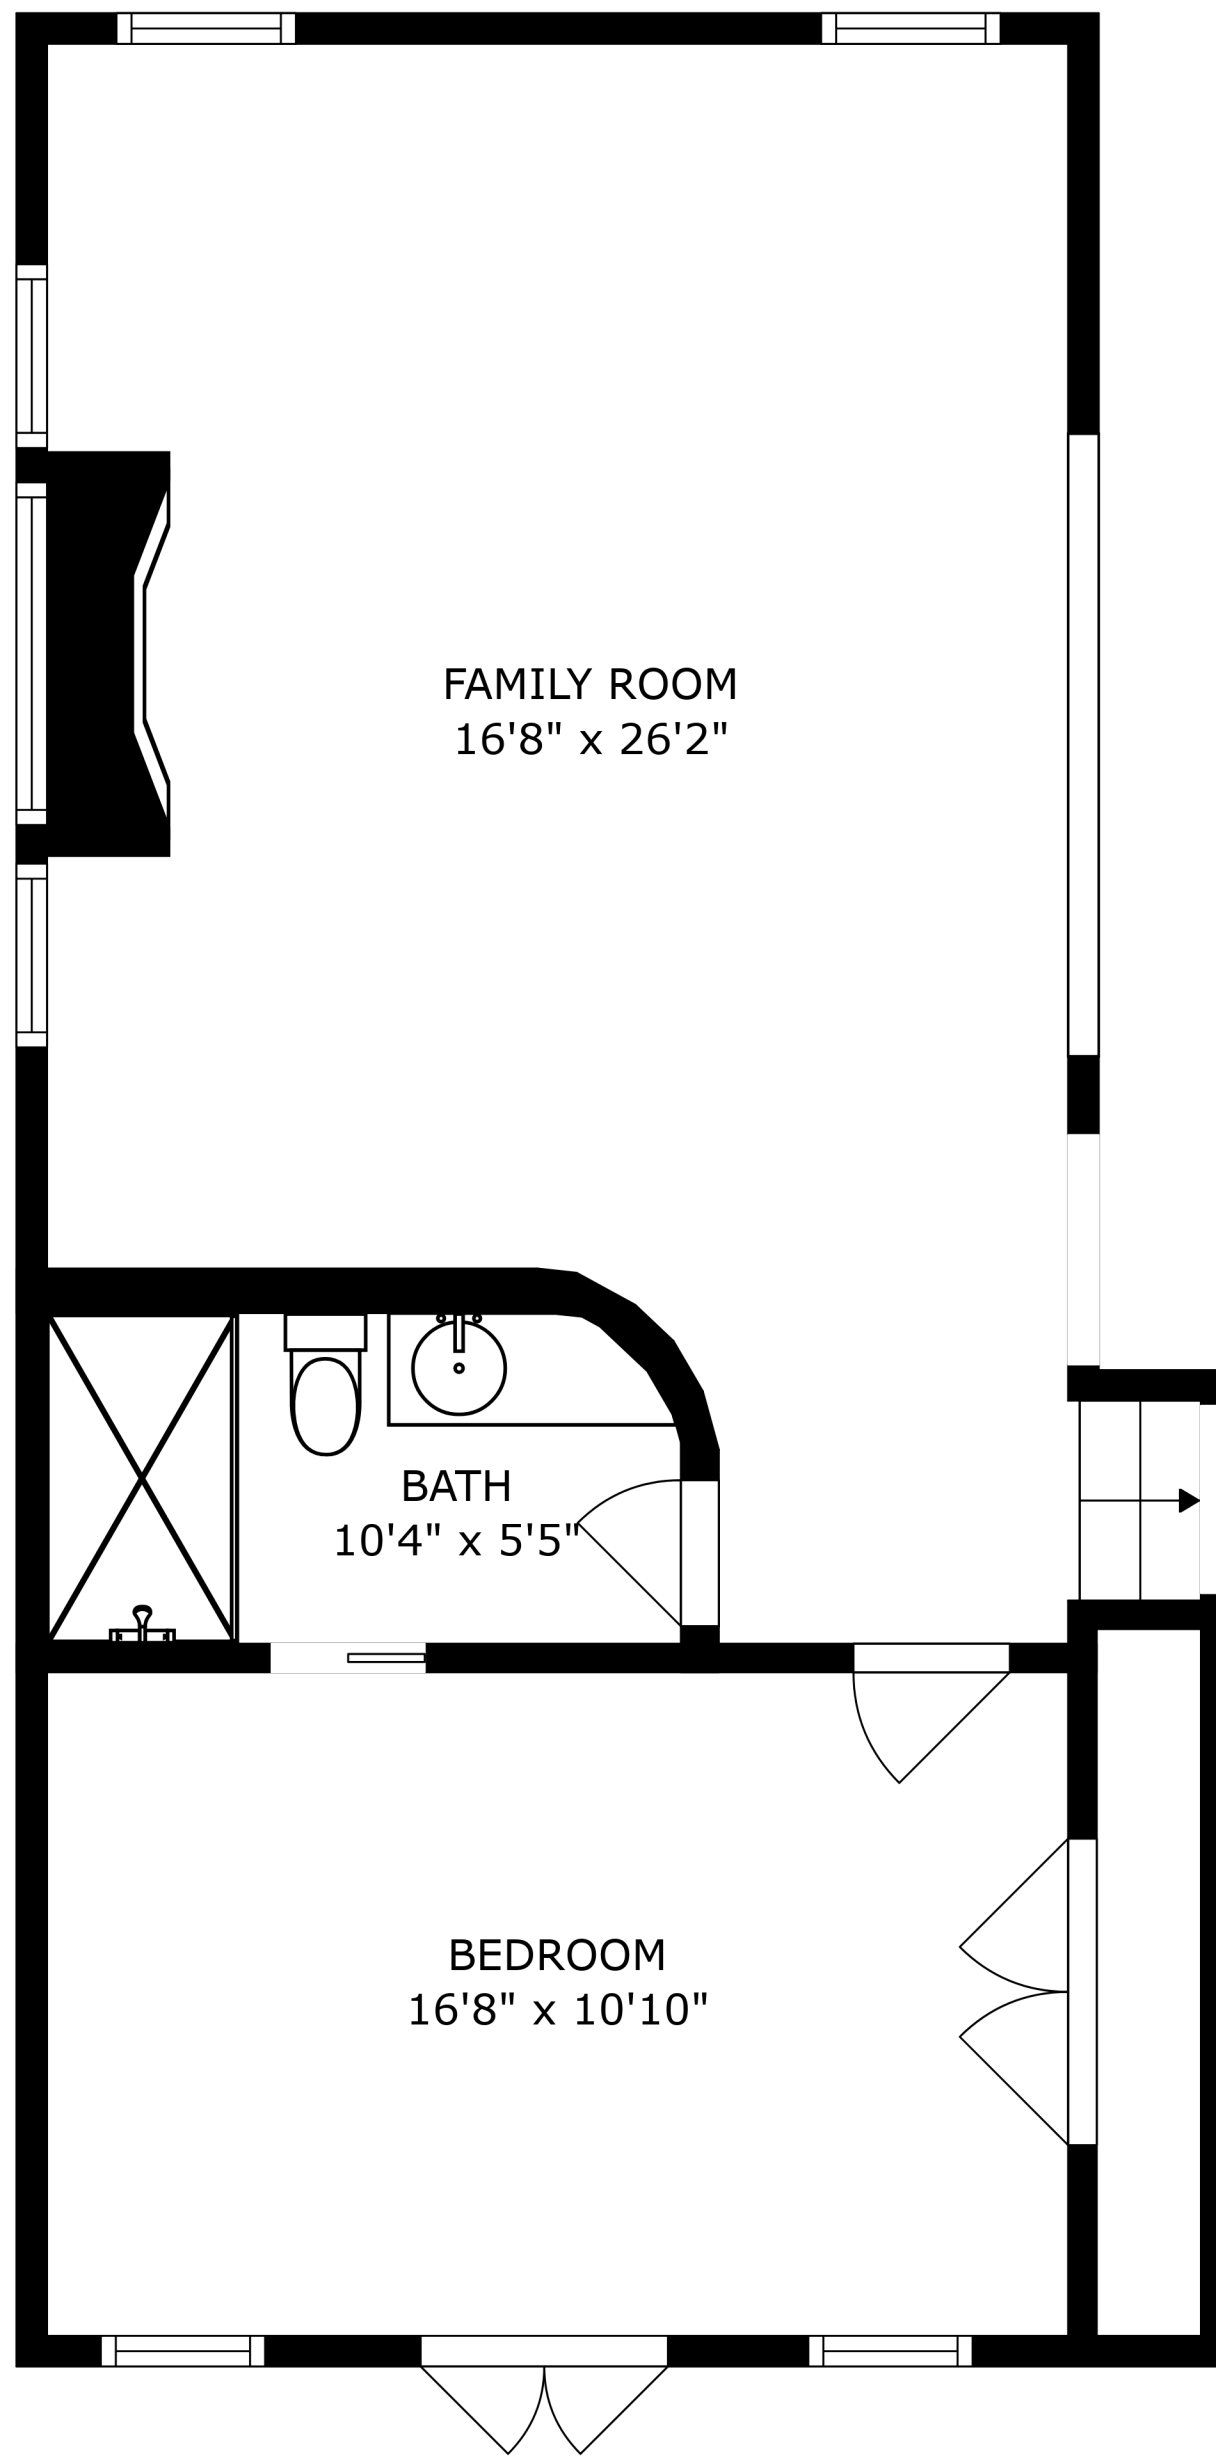 FAMILY ROOM
16'8" x 26'2"
BATH
10'4" x 5'5"
BEDROOM
16'8" x 10'10"